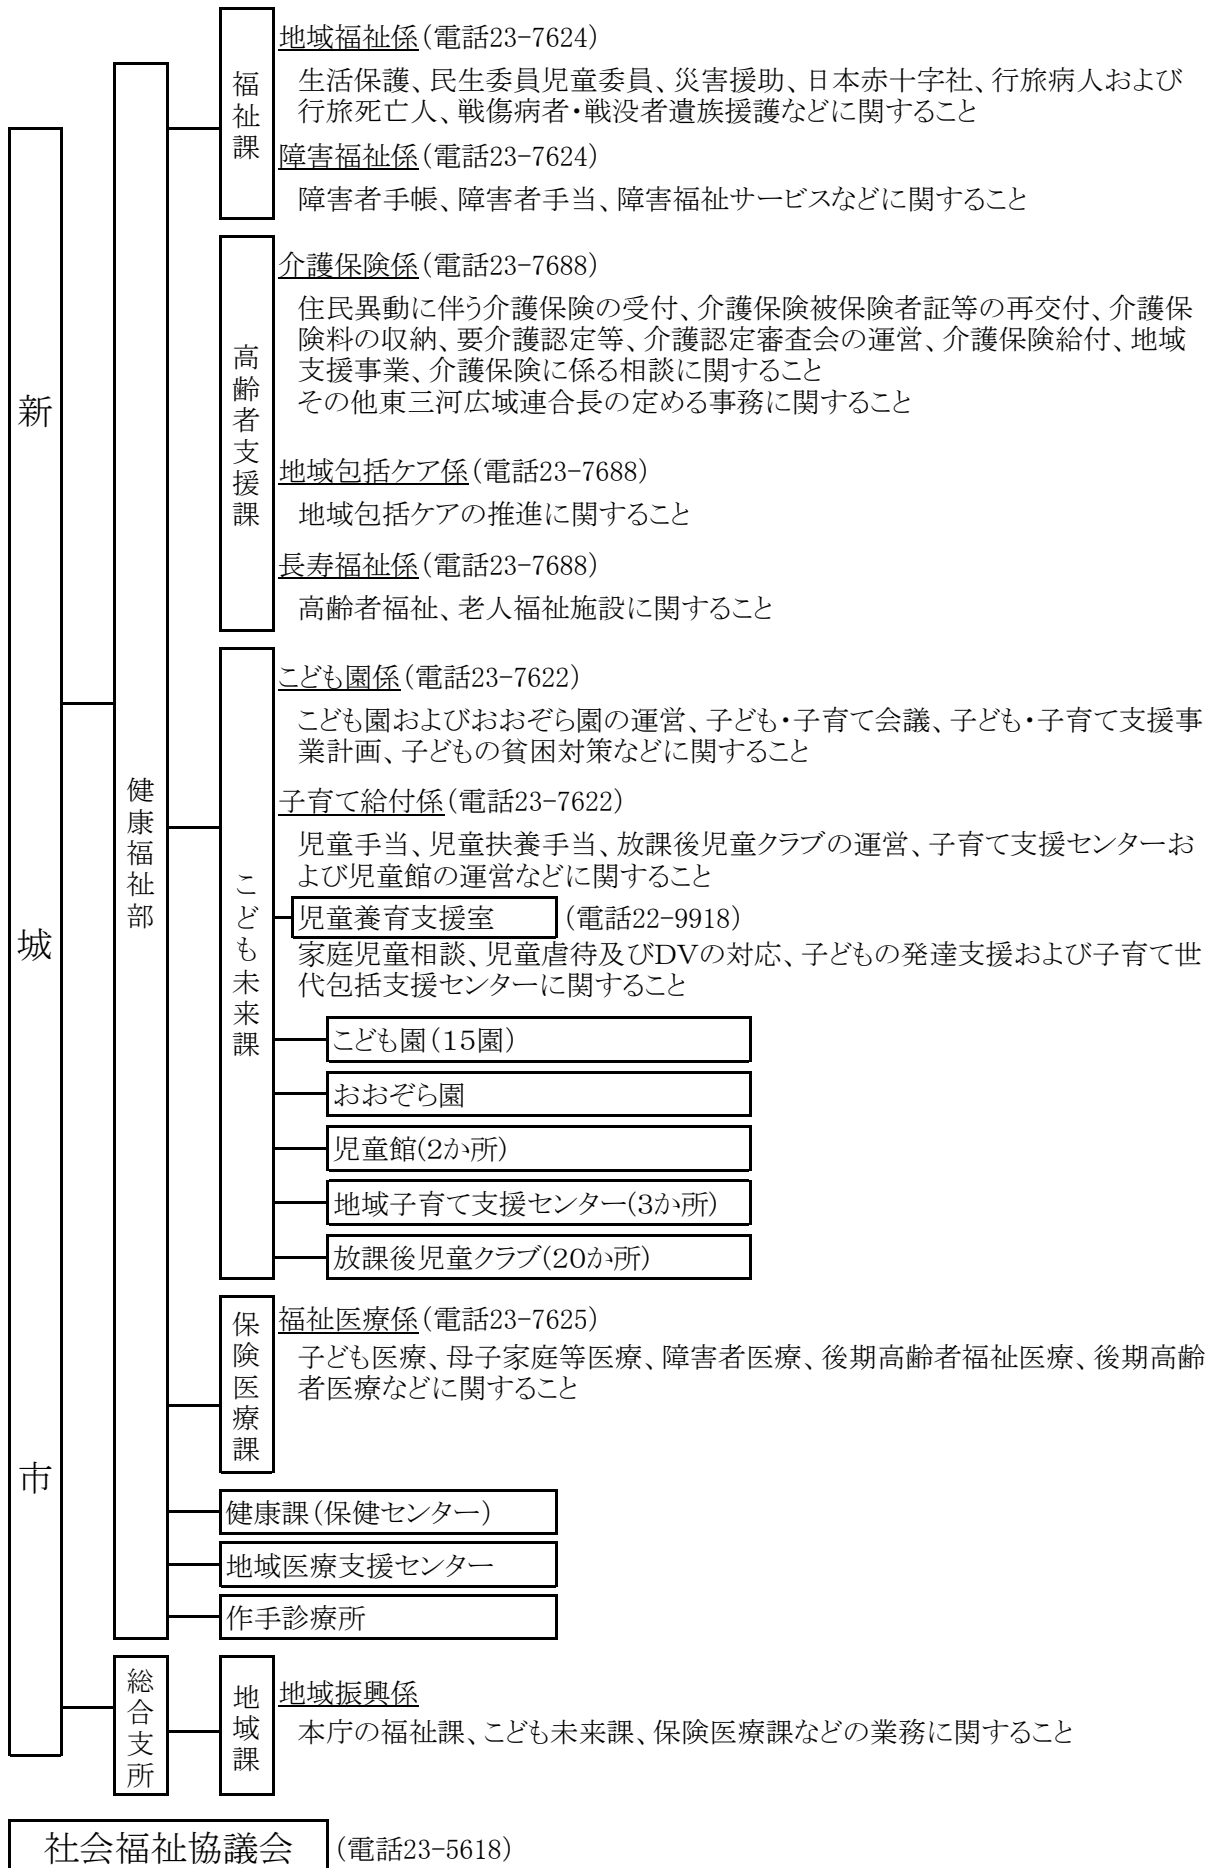 新城市
健康福祉部
福祉課
地域福祉係(電話23-7624)
生活保護、民生委員児童委員、災害援助、日本赤十字社、行旅病人および
行旅死亡人、戦傷病者・戦没者遺族援護などに関すること
障害福祉係(電話23-7624)
障害者手帳、障害者手当、障害福祉サービスなどに関すること
高齢者支援課
介護保険係(電話23-7688)
住民異動に伴う介護保険の受付、介護保険被保険者証等の再交付、介護保
険料の収納、要介護認定等、介護認定審査会の運営、介護保険給付、地域
支援事業、介護保険に係る相談に関すること
その他東三河広域連合長の定める事務に関すること
地域包括ケア係(電話23-7688)
地域包括ケアの推進に関すること
長寿福祉係(電話23-7688)
高齢者福祉、老人福祉施設に関すること
こども未来課
こども園係(電話23-7622)
こども園およびおおぞら園の運営、子ども・子育て会議、子ども・子育て支援事
業計画、子どもの貧困対策などに関すること
子育て給付係(電話23-7622)
児童手当、児童扶養手当、放課後児童クラブの運営、子育て支援センターお
よび児童館の運営などに関すること
児童養育支援室 (電話22-9918)
家庭児童相談、児童虐待及びDVの対応、子どもの発達支援および子育て世
代包括支援センターに関すること
こども園(15園)
おおぞら園
児童館(2か所)
地域子育て支援センター(3か所)
放課後児童クラブ(20か所)
保険医療課
福祉医療係(電話23-7625)
子ども医療、母子家庭等医療、障害者医療、後期高齢者福祉医療、後期高齢
者医療などに関すること
健康課(保健センター)
地域医療支援センター
作手診療所
総合支所
地域課
地域振興係
本庁の福祉課、こども未来課、保険医療課などの業務に関すること
社会福祉協議会 (電話23-5618)